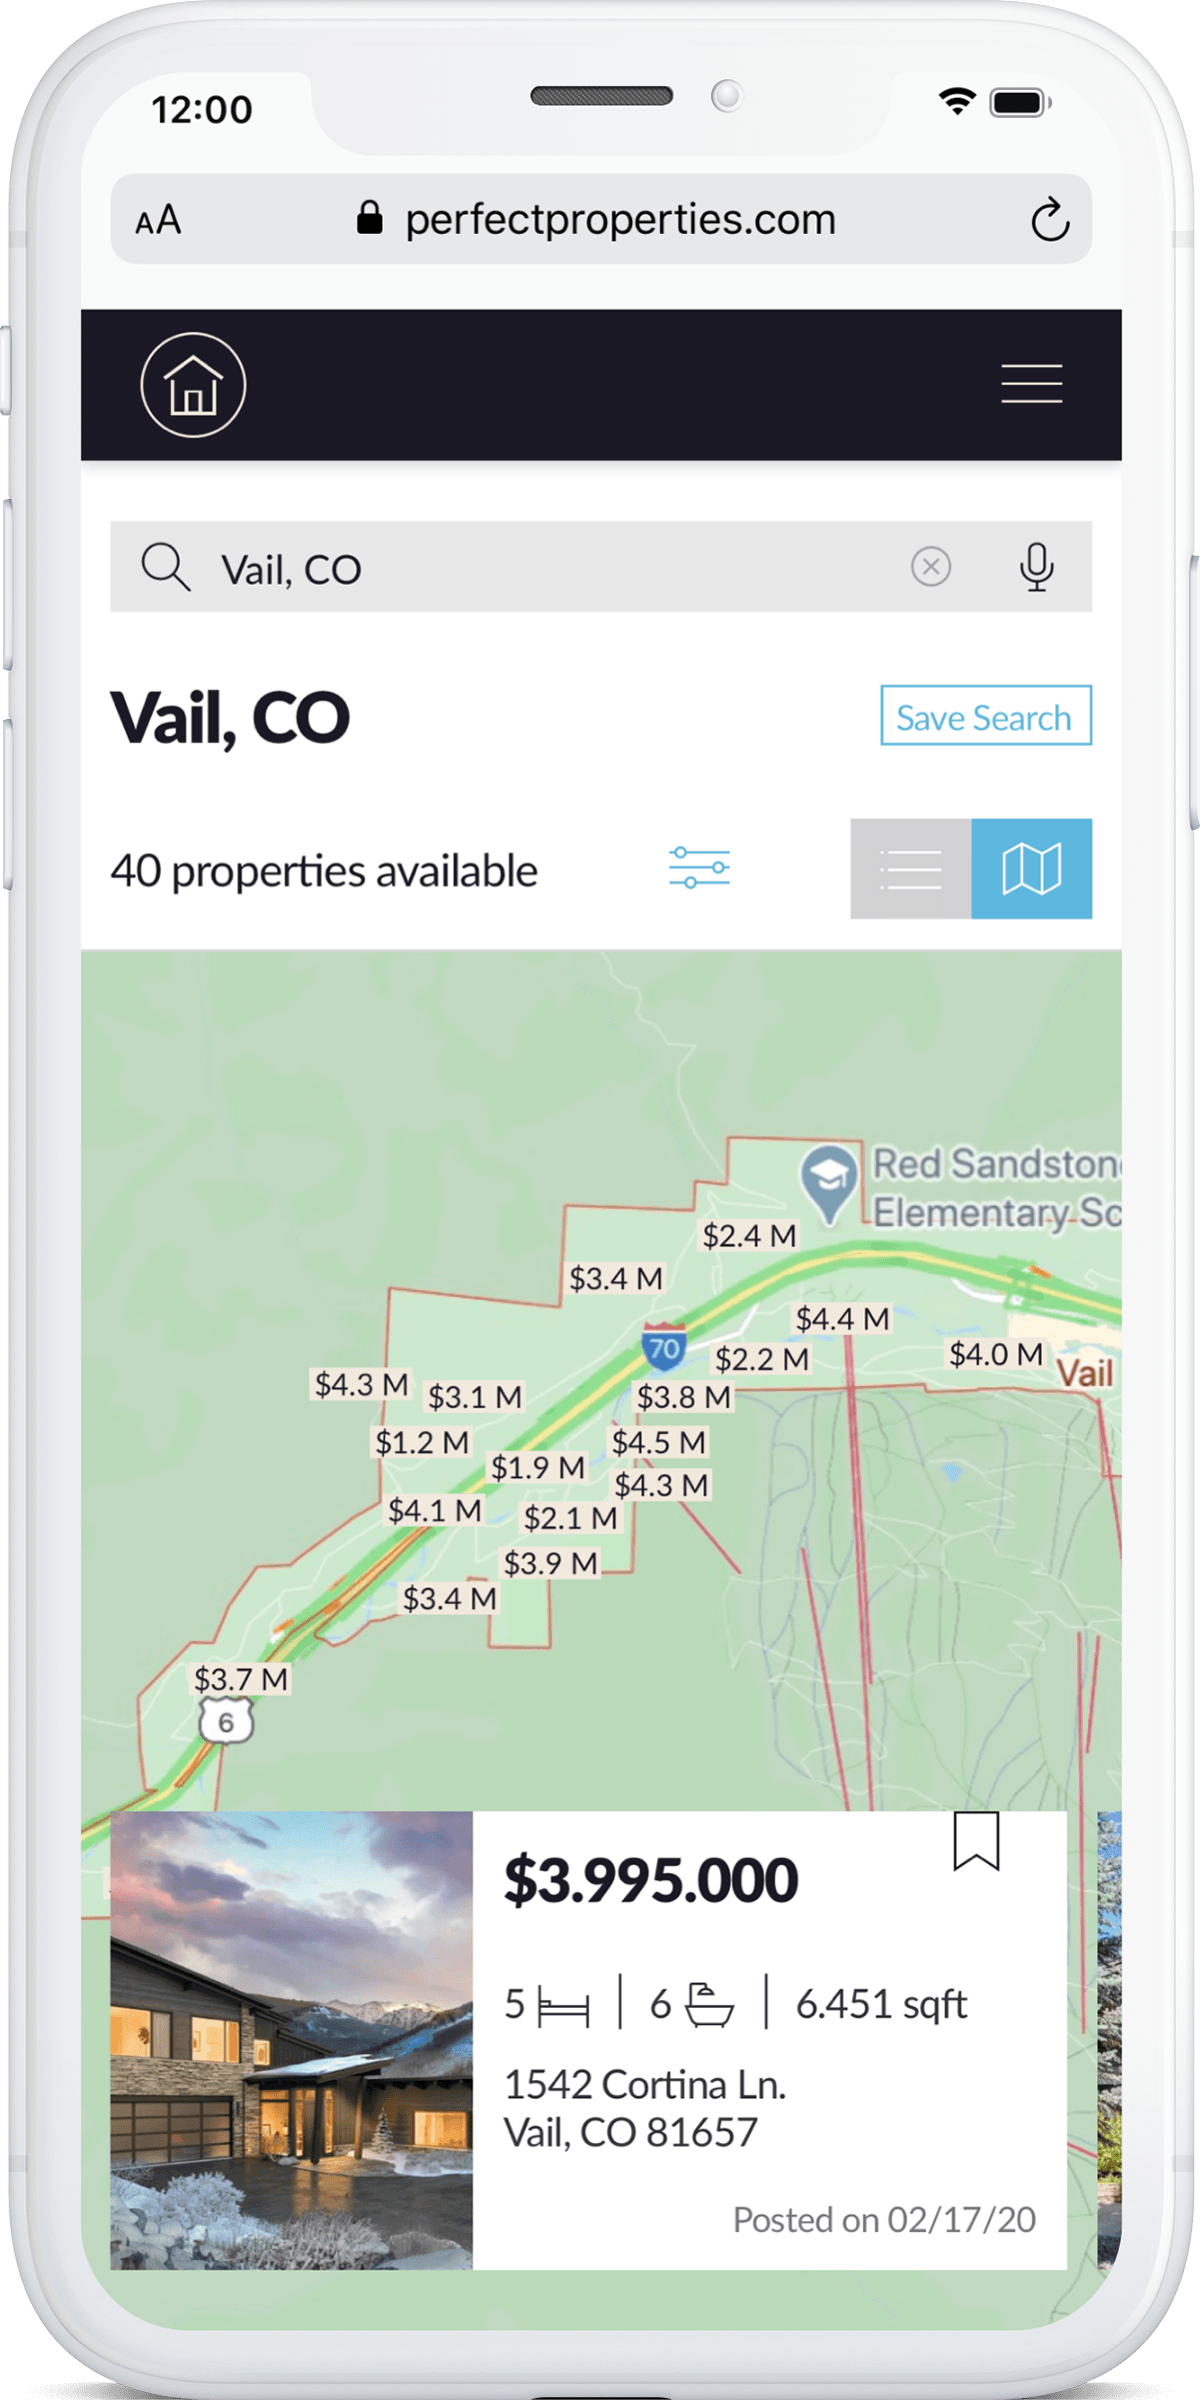 12:00
AA perfectproperties.com
Vail, CO
Vail, CO
Save Search
40 properties available
Red Sandston
Elementary Sc
$2.4 M
$3.4 M
$4.4 M
70
$2.2 M
$4.0 M
Vail
$4.3 M
$3.1 M
$3.8 M
$1.2 M
$4.5 M
$1.9 M
$4.3 M
$4.1 M
$2.1 M
$3.9 M
$3.4 M
$3.7 M
6
$3.995.000
5 | 6 | 6.451 sqft
1542 Cortina Ln.
Vail, CO 81657
Posted on 02/17/20